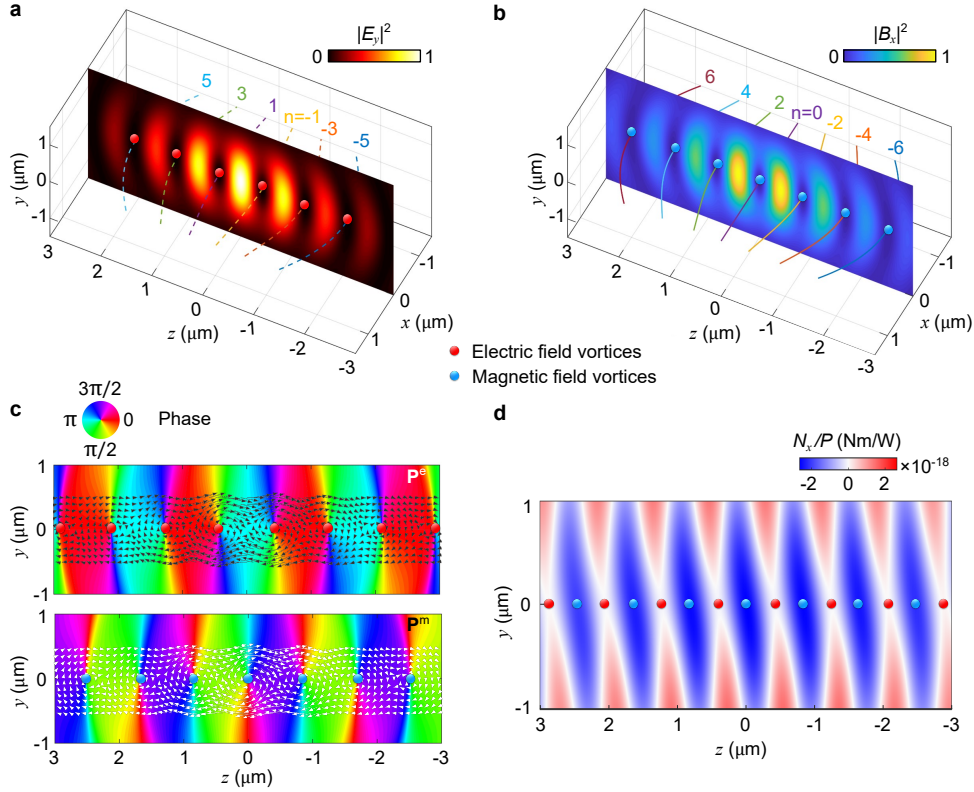 a
|E_y|²
0
1
5
3
1
n=-1
-3
-5
y (μm)
1
0
-1
3
2
1
0
-1
-2
-3
z (μm)
-1
0
1
x (μm)
b
|B_x|²
0
1
6
4
2
n=0
-2
-4
-6
y (μm)
1
0
-1
3
2
1
0
-1
-2
-3
z (μm)
-1
0
1
x (μm)
Electric field vortices
Magnetic field vortices
c
3π/2
π
0
π/2
Phase
P^e
y (μm)
1
0
-1
P^m
y (μm)
1
0
-1
3 2 1 0 -1 -2 -3
z (μm)
d
N_x/P (Nm/W)
-2 0 2
×10⁻¹⁸
y (μm)
1
0
-1
3 2 1 0 -1 -2 -3
z (μm)